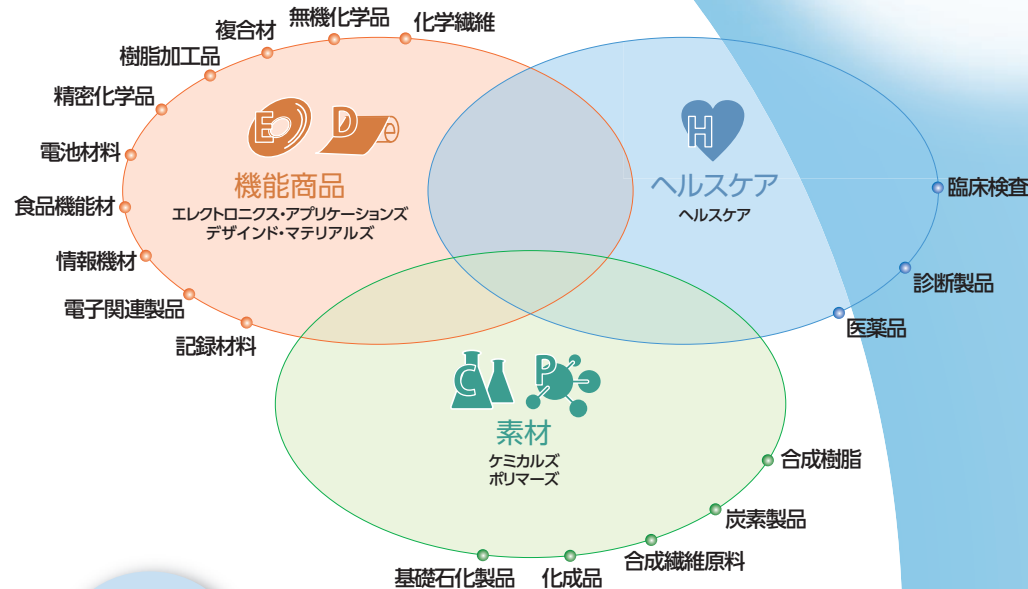 無機化学品
化学繊維
複合材
樹脂加工品
精密化学品
電池材料
食品機能材
情報機材
電子関連製品
記録材料
E
D
e
機能商品
エレクトロニクス・アプリケーションズ
デザインド・マテリアルズ
H
ヘルスケア
ヘルスケア
臨床検査
診断製品
医薬品
C
P
素材
ケミカルズ
ポリマーズ
合成樹脂
炭素製品
合成繊維原料
化成品
基礎石化製品